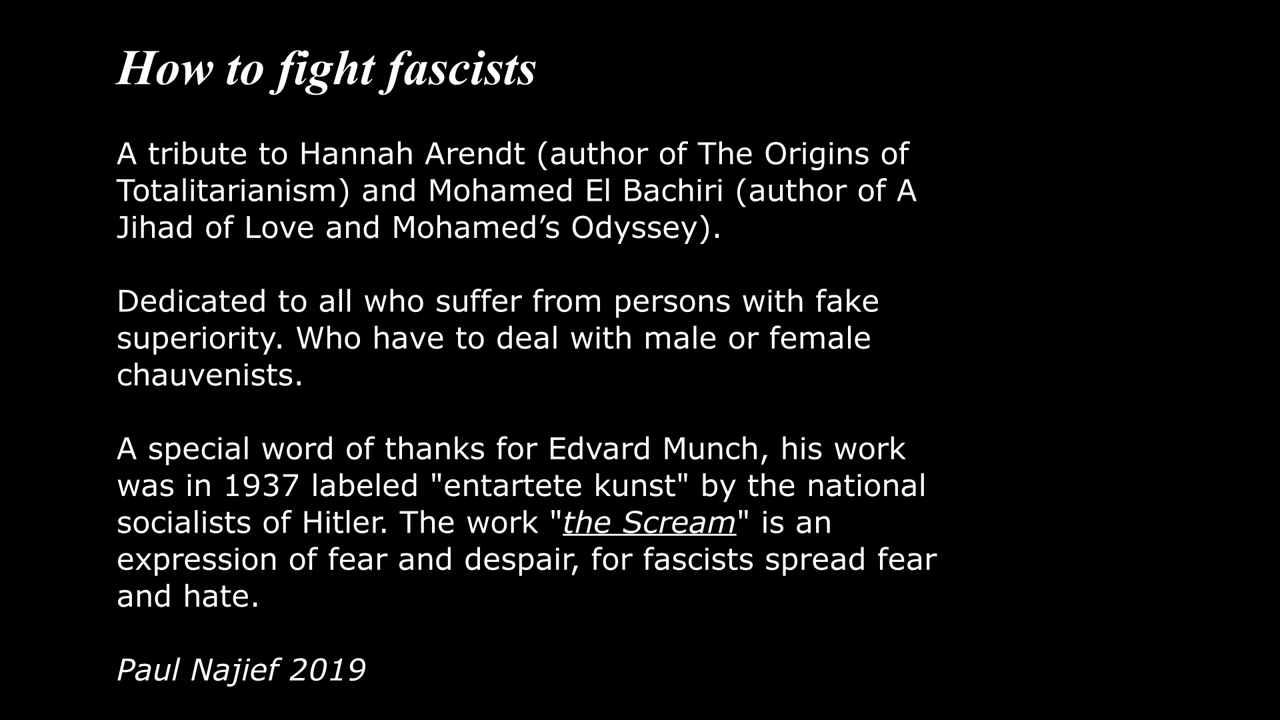 How to fight fascists
A tribute to Hannah Arendt (author of The Origins of
Totalitarianism) and Mohamed El Bachiri (author of A
Jihad of Love and Mohamed’s Odyssey).
Dedicated to all who suffer from persons with fake
superiority. Who have to deal with male or female
chauvenists.
A special word of thanks for Edvard Munch, his work
was in 1937 labeled "entartete kunst" by the national
socialists of Hitler. The work "the Scream" is an
expression of fear and despair, for fascists spread fear
and hate.
Paul Najief 2019